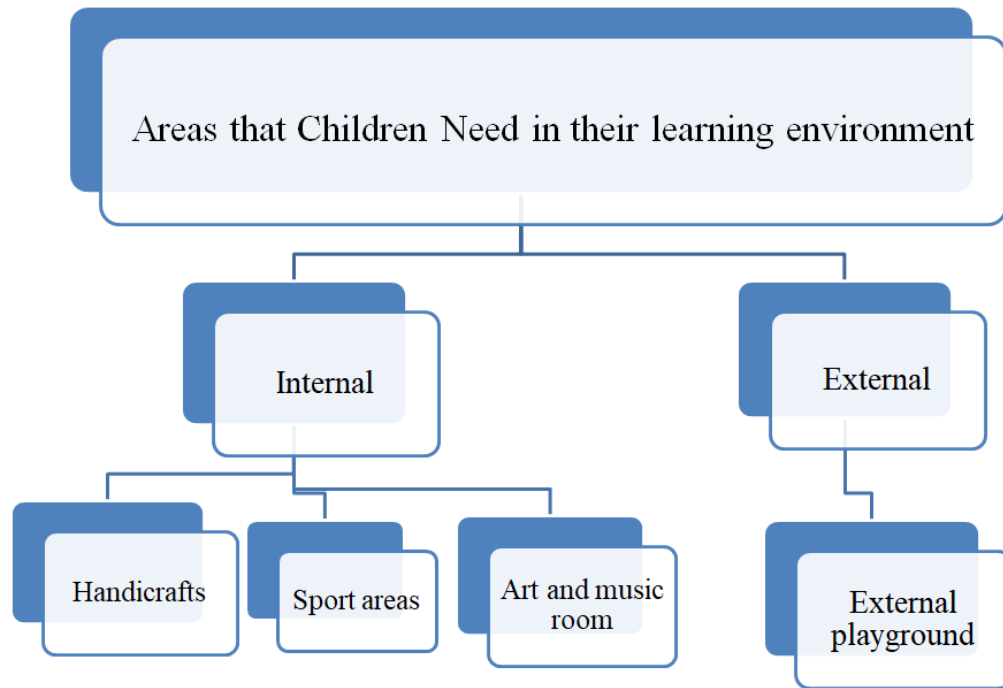 Areas that Children Need in their learning environment
Internal
External
Handicrafts
Sport areas
Art and music
room
External
playground